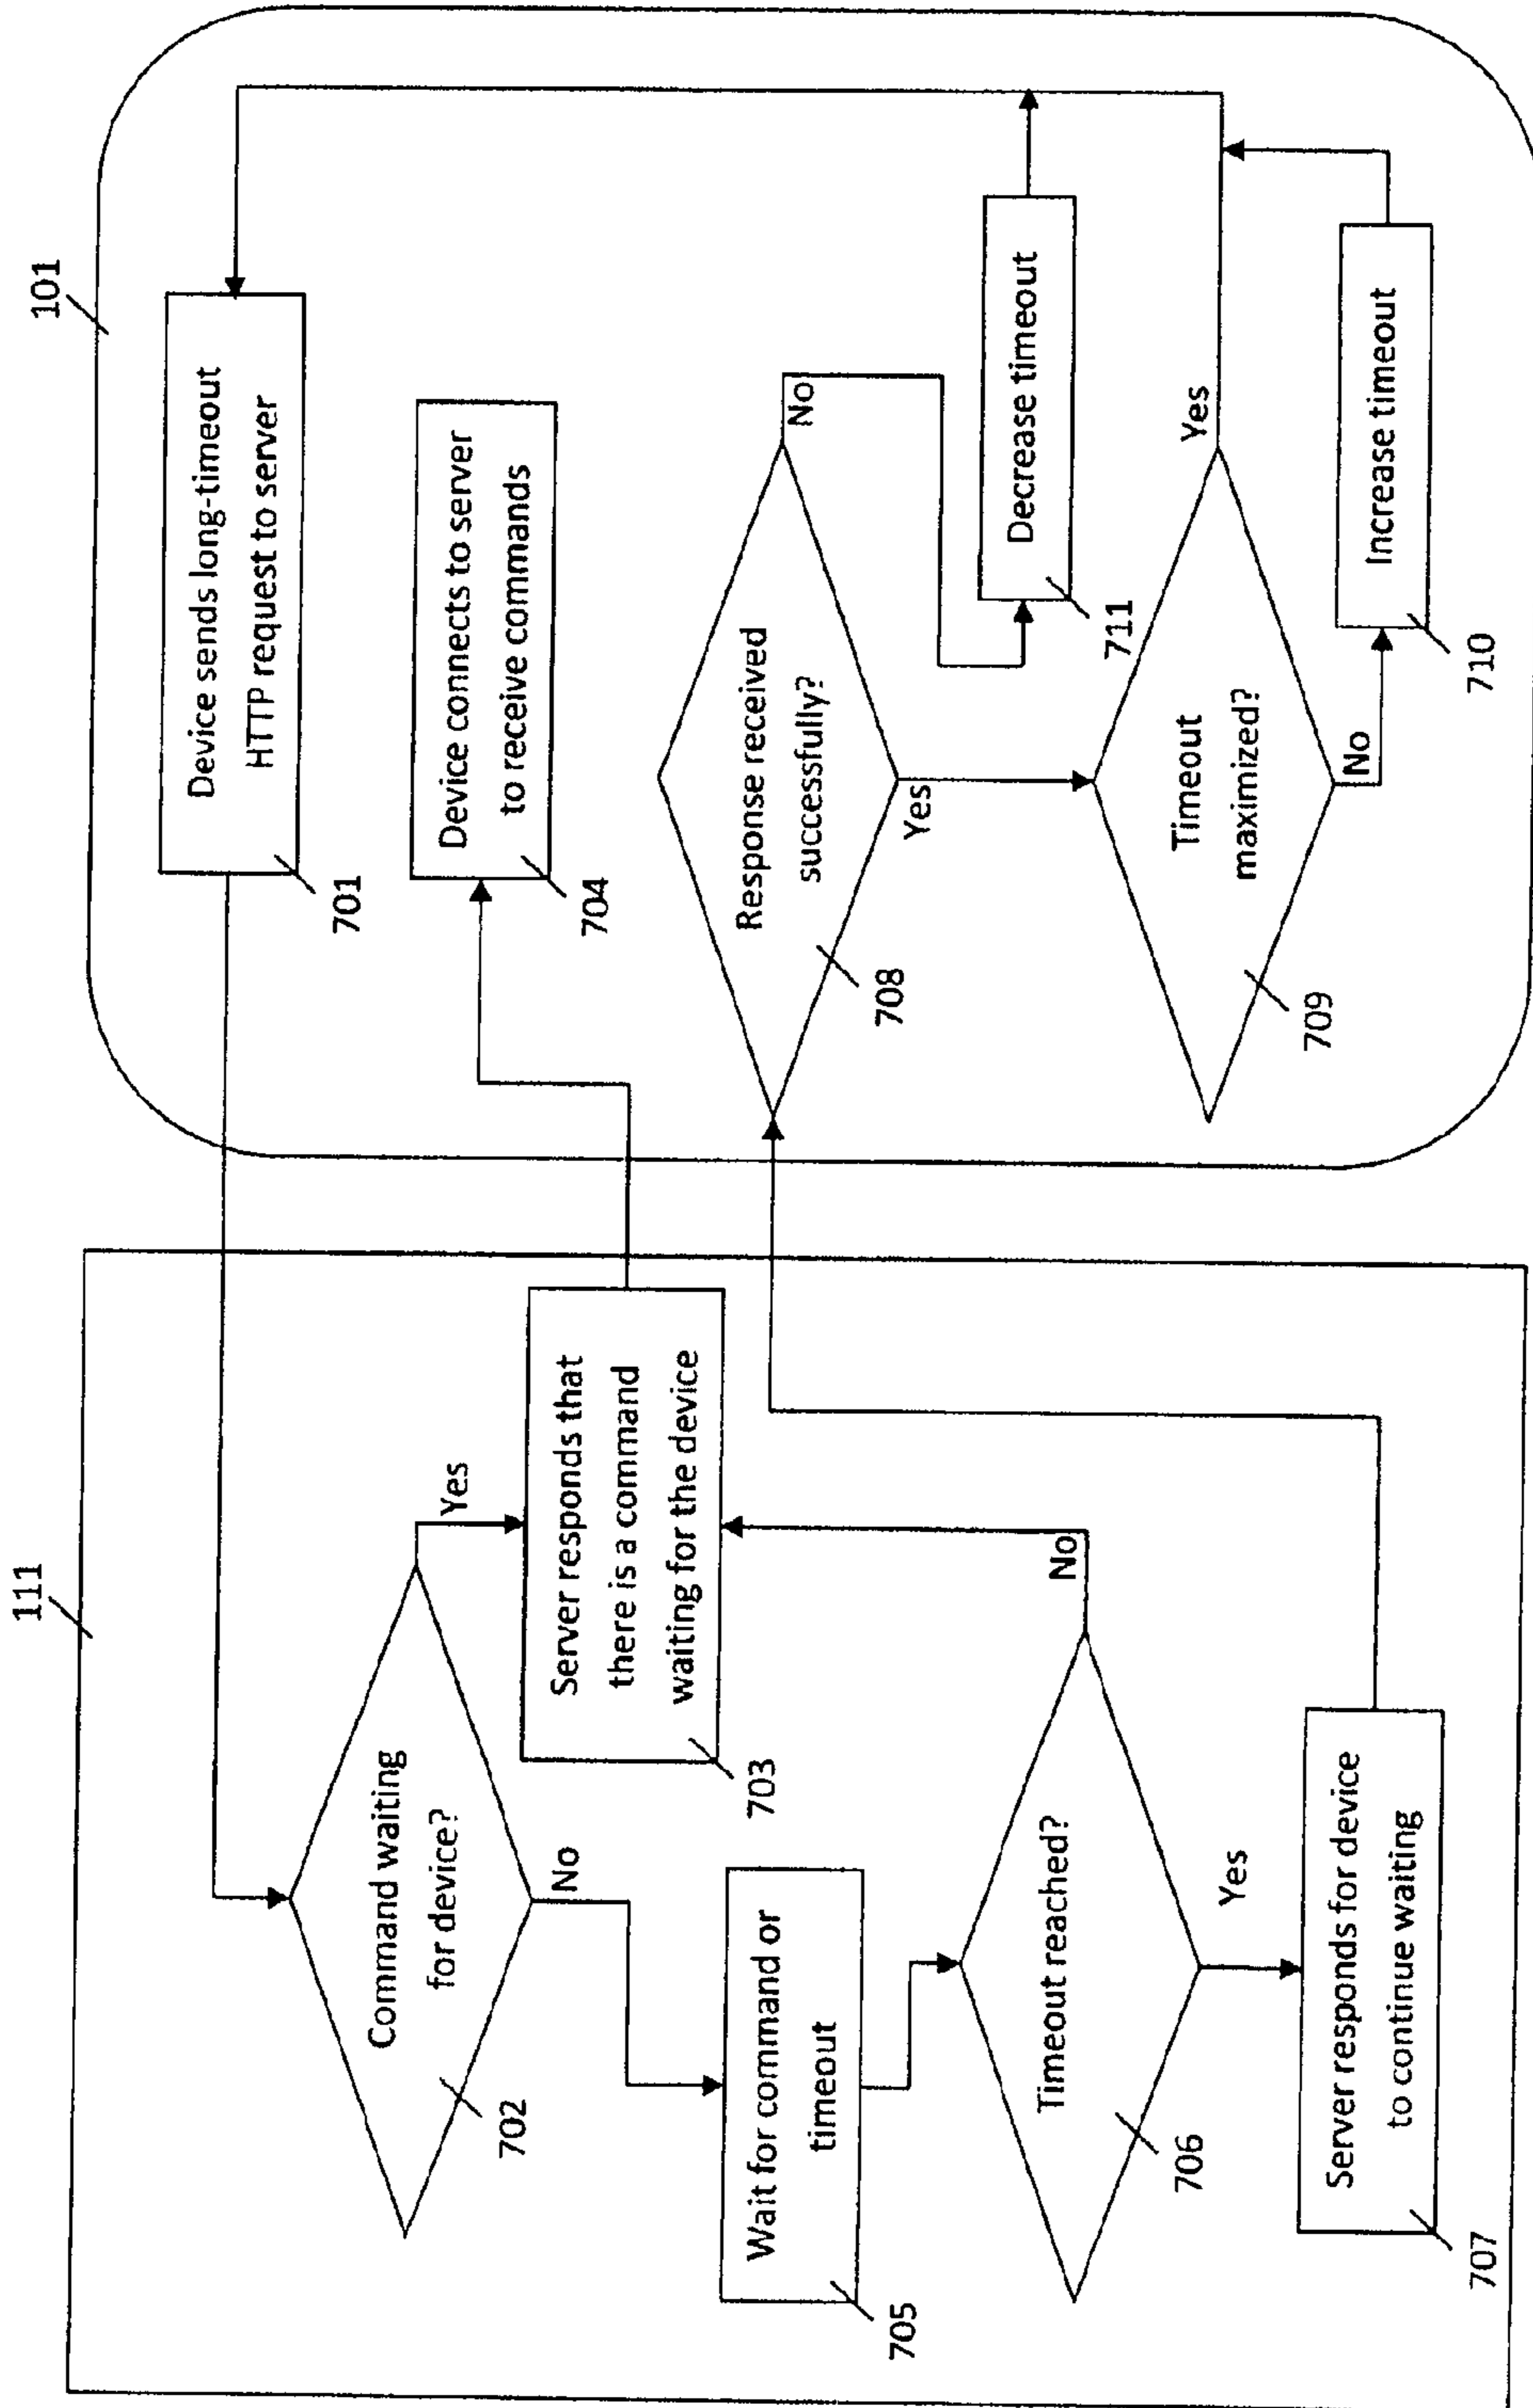 111
101
Device sends long-timeout
HTTP request to server
701
Command waiting
for device?
702
Yes
No
Server responds that
there is a command
waiting for the device
703
Device connects to server
to receive commands
704
Wait for command or
timeout
705
Timeout reached?
706
No
Yes
Server responds for device
to continue waiting
707
Response received
successfully?
708
No
Yes
Decrease timeout
711
Timeout
maximized?
709
Yes
No
Increase timeout
710